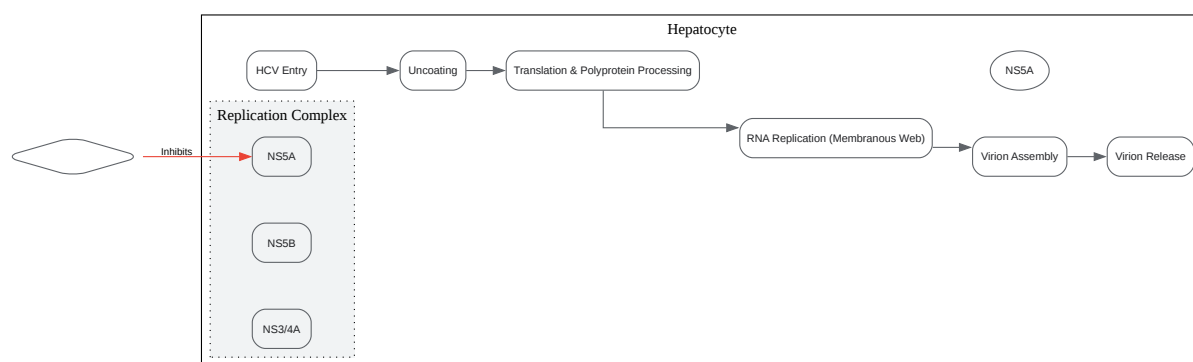 Hepatocyte
HCV Entry
Uncoating
Translation & Polyprotein Processing
NS5A
Replication Complex
RNA Replication (Membranous Web)
Inhibits
NS5A
Virion Assembly
Virion Release
NS5B
NS3/4A